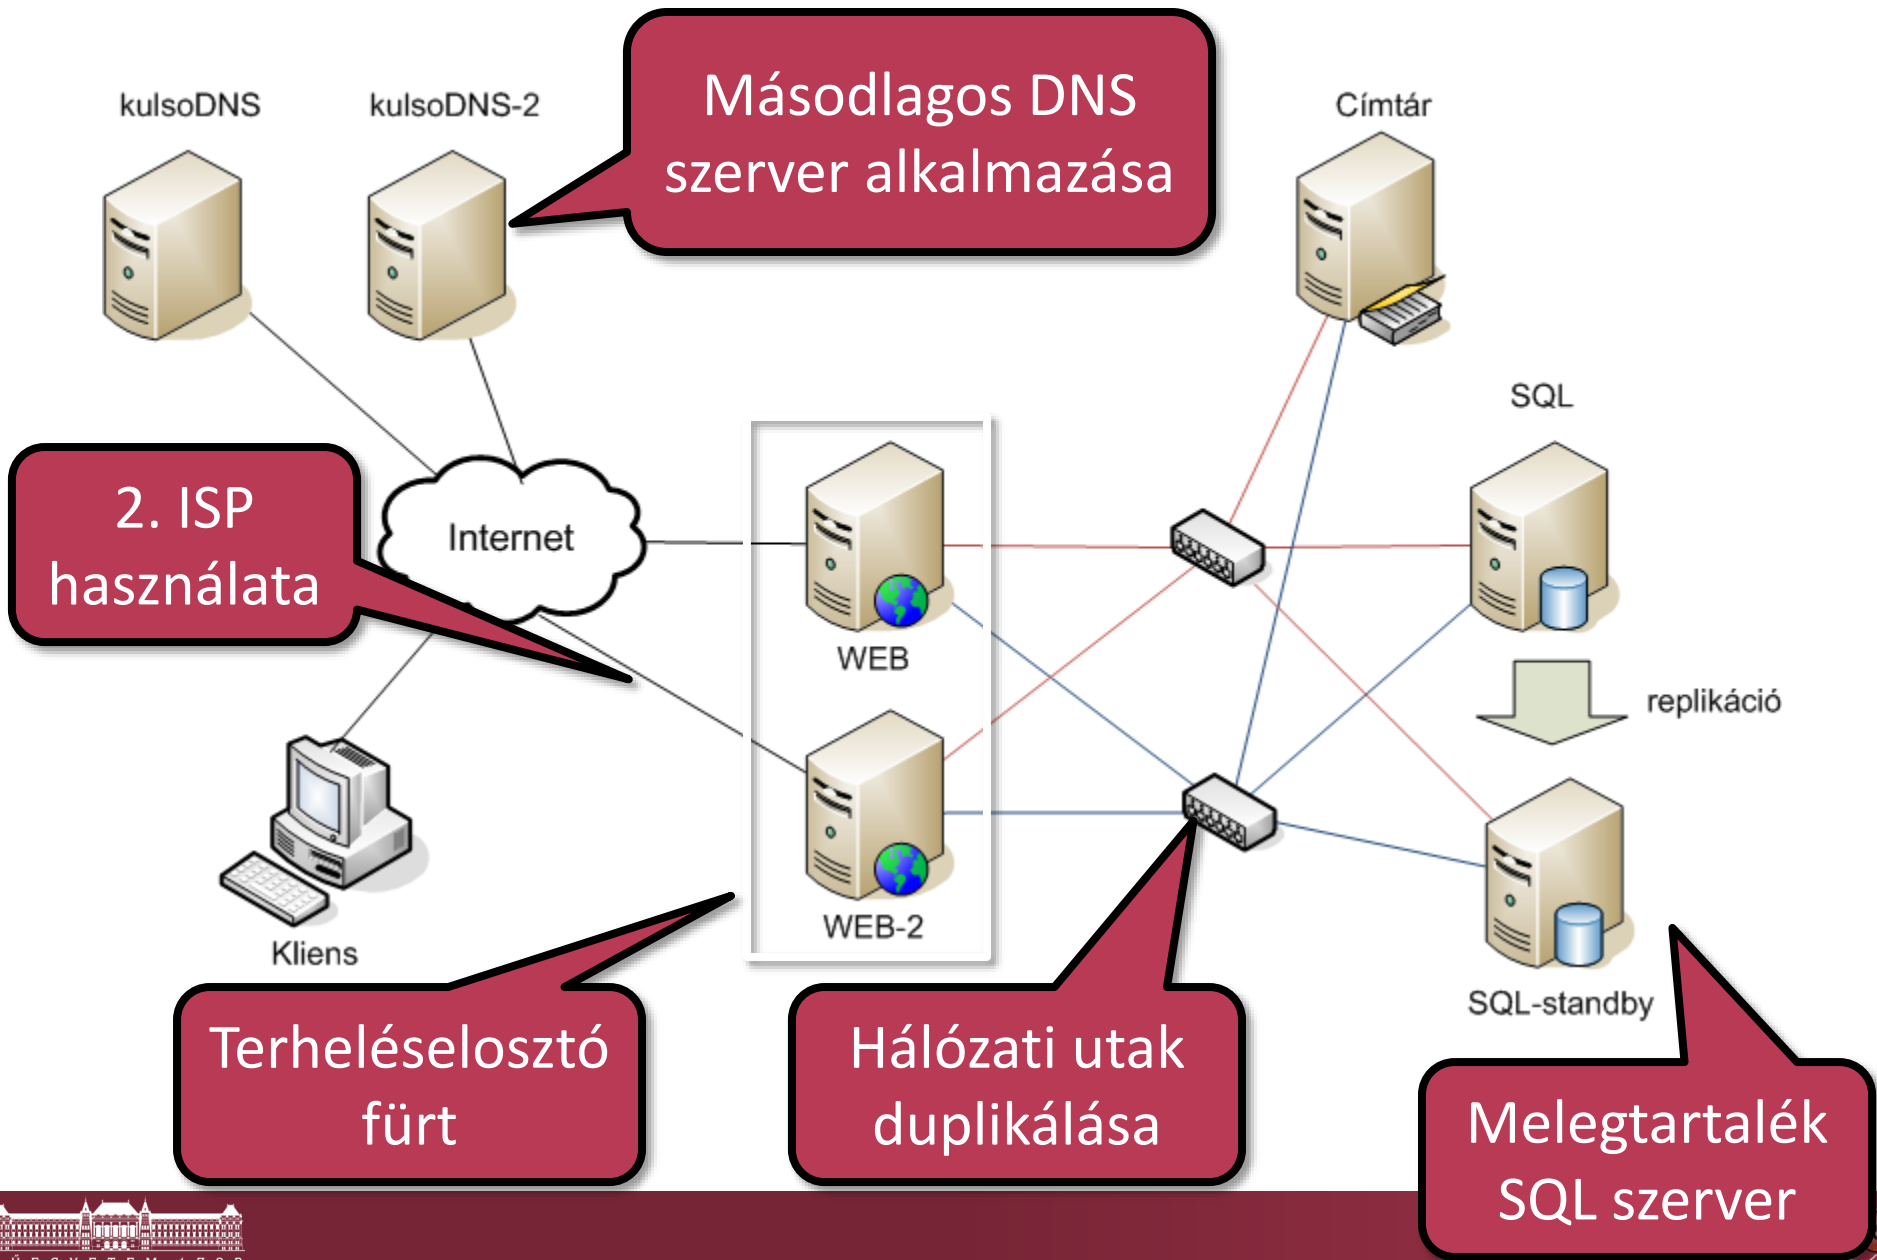 Másodlagos DNS
szerver alkalmazása
kulsoDNS
kulsoDNS-2
Címtár
SQL
2. ISP
használata
Internet
WEB
replikáció
WEB-2
Kliens
SQL-standby
Terheléselosztó
fürt
Hálózati utak
duplikálása
Melegtartalék
SQL szerver